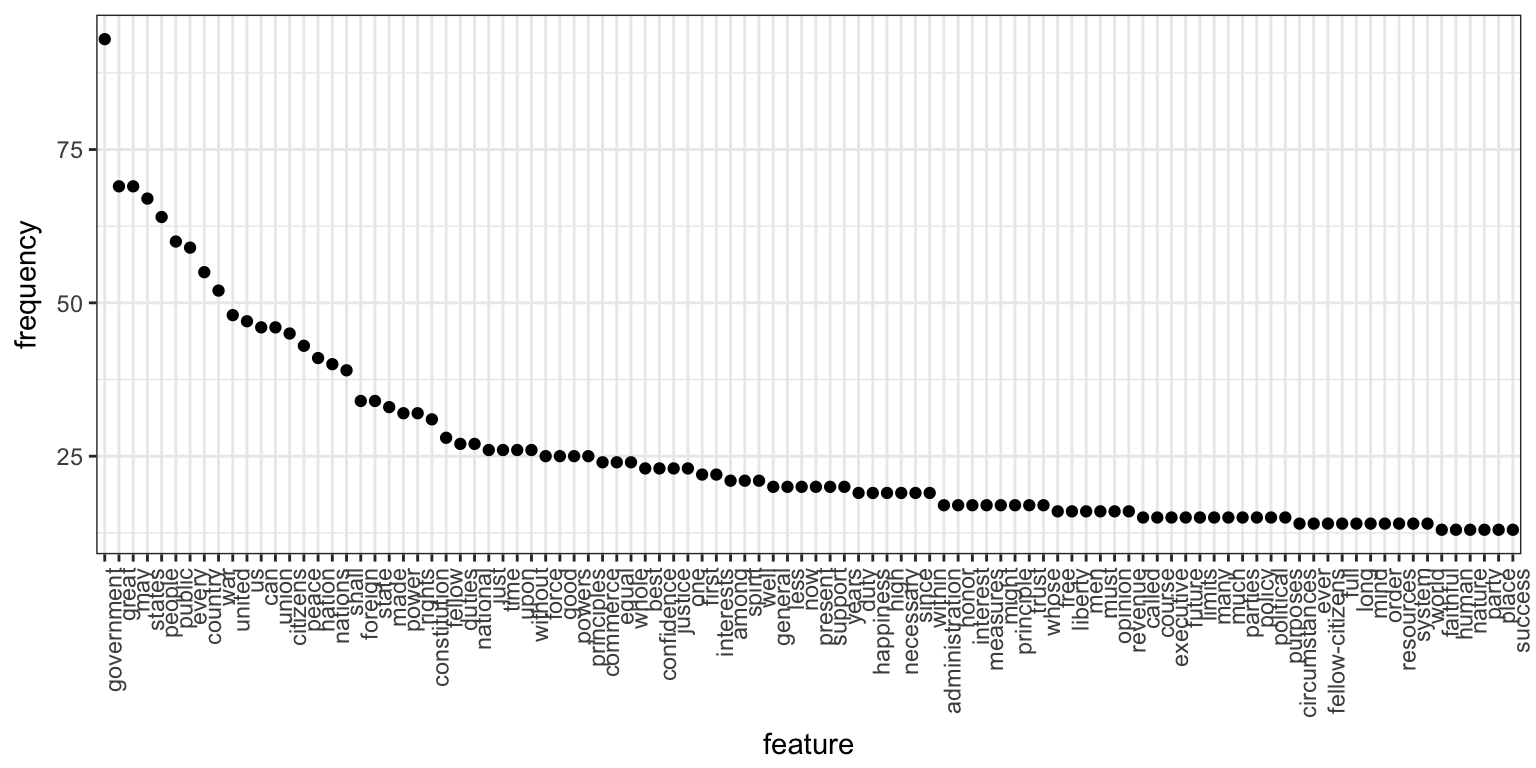 75
50
25
frequency
government
great
may
states
people
public
every
country
war
united
us
can
union
citizens
peace
nation
nations
shall
foreign
state
made
power
rights
constitution
fellow
duties
national
just
time
upon
without
force
good
powers
principles
commerce
equal
whole
best
confidence
justice
one
first
interests
among
spirit
well
general
less
now
present
support
years
duty
happiness
high
necessary
since
within
administration
honor
interest
measures
might
principle
trust
whose
free
liberty
men
must
opinion
revenue
called
course
executive
future
limits
many
much
parties
policy
political
purposes
circumstances
ever
fellow-citizens
full
long
mind
order
resources
system
world
faithful
human
nature
party
place
success
feature